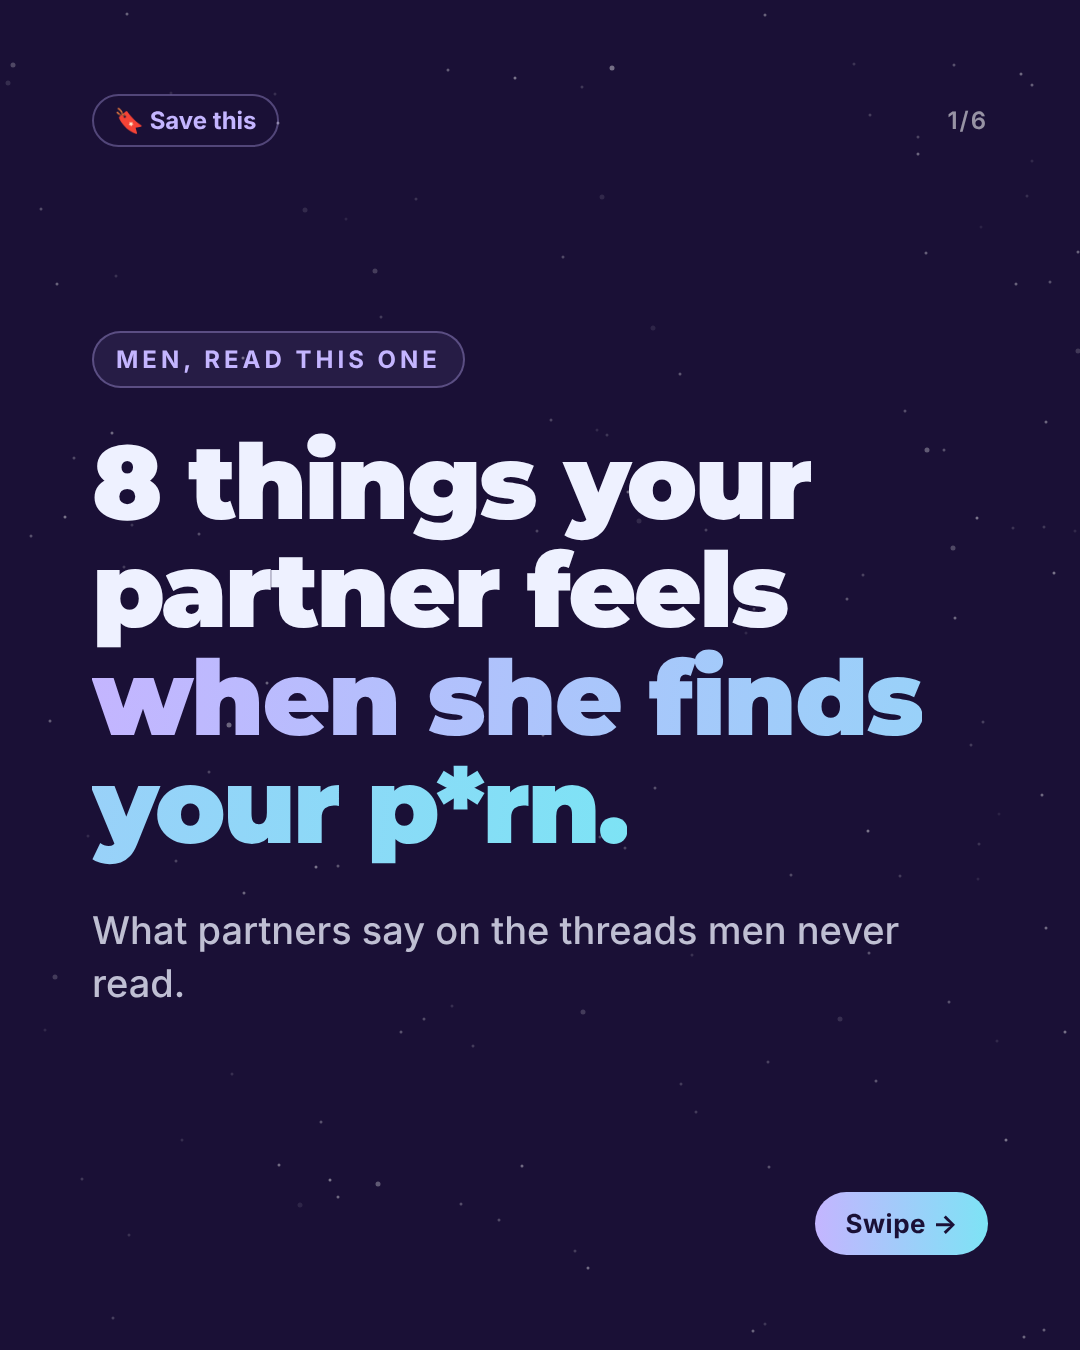 🔖 Save this
1/6
MEN, READ THIS ONE
8 things your
partner feels
when she finds
your p*rn.
What partners say on the threads men never
read.
Swipe →